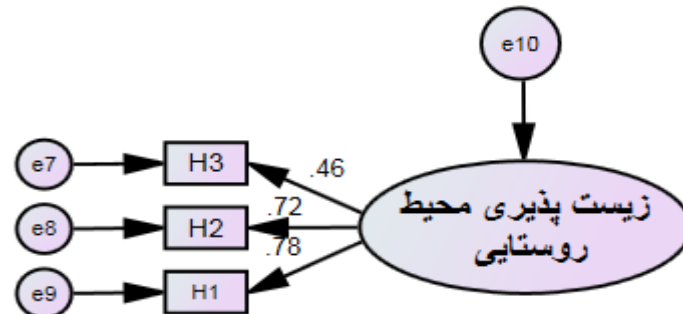 e10
e7
H3
.46
e8
H2
.72
زیست پذیری محیط
روستایی
.78
e9
H1